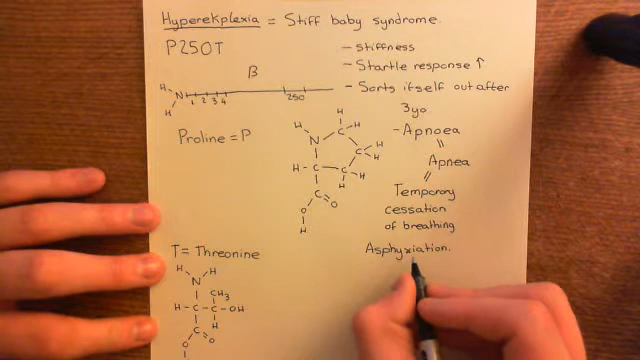 Hyperekplexia = Stiff baby syndrome.
P250T
- stiffness
- Startle response ↑
- Sorts itself out after
3yo
B
H
N
H
1 2 3 4
250
Proline = P
- Apnoea
=
Apnea
=
Temporary
cessation
of breathing
Asphyxiation.
H
H
N
C
H
C
H
H
H
C
C
H
H
C
O
O
H
T = Threonine
H
H
N
CH3
H
C
C
OH
H
C
O
O